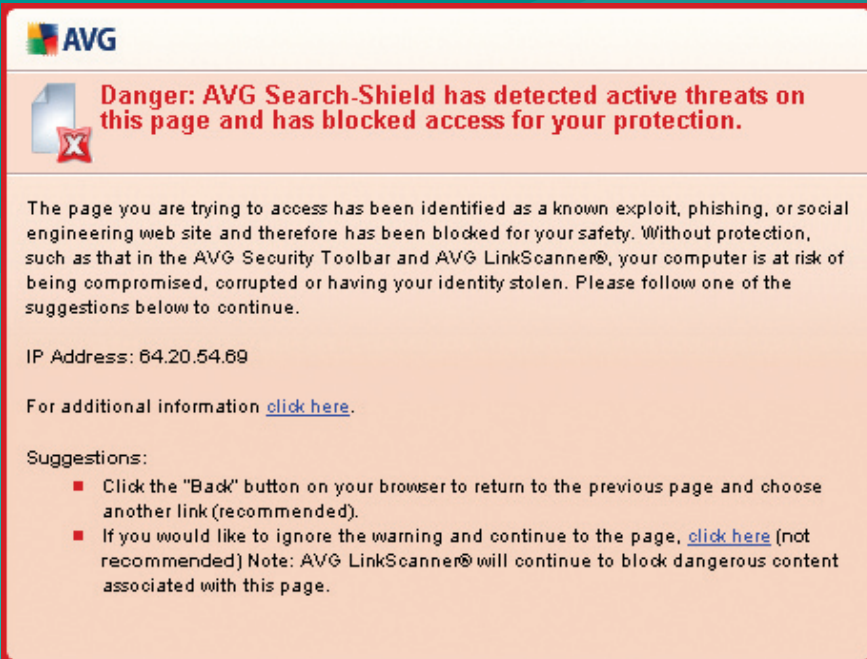 AVG
Danger: AVG Search-Shield has detected active threats on
this page and has blocked access for your protection.
The page you are trying to access has been identified as a known exploit, phishing, or social
engineering web site and therefore has been blocked for your safety. Without protection,
such as that in the AVG Security Toolbar and AVG LinkScanner®, your computer is at risk of
being compromised, corrupted or having your identity stolen. Please follow one of the
suggestions below to continue.
IP Address: 64.20.54.69
For additional information click here.
Suggestions:
Click the "Back" button on your browser to return to the previous page and choose
another link (recommended).
If you would like to ignore the warning and continue to the page, click here (not
recommended) Note: AVG LinkScanner® will continue to block dangerous content
associated with this page.